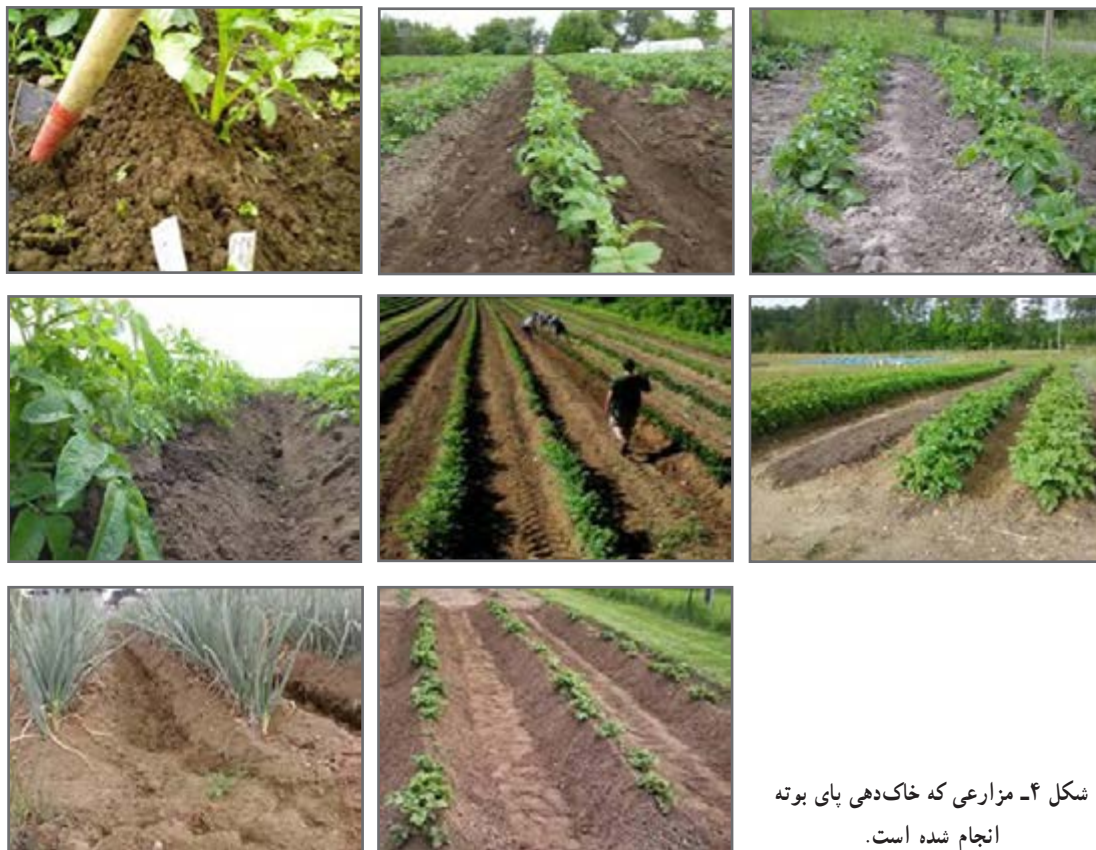 شکل ۴ـ مزارعی که خاک‌دهی پای بوته
انجام شده است.